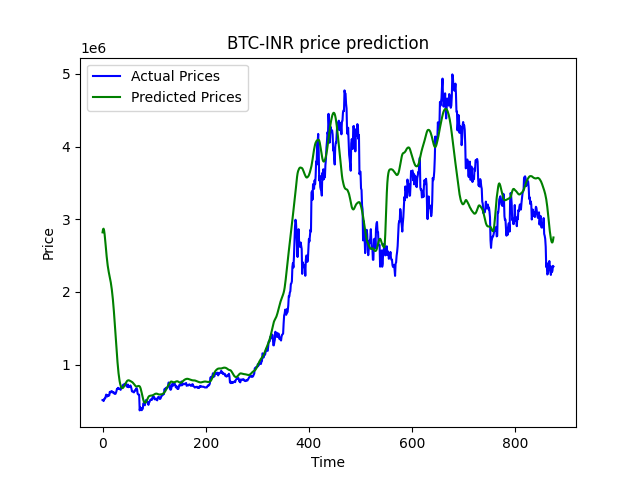 BTC-INR price prediction
1e6
Actual Prices
Predicted Prices
5
4
3
2
1
Price
0 200 400 600 800
Time